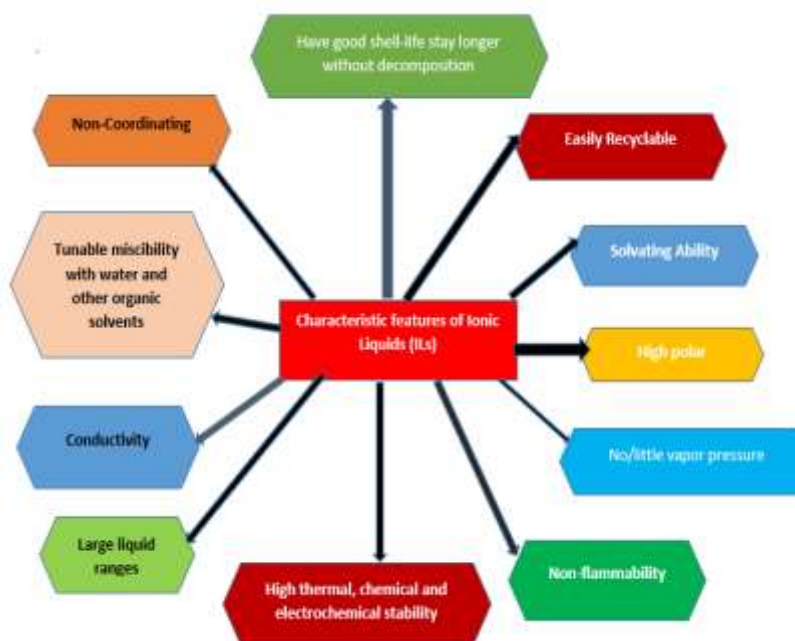 Have good shell-life stay longer
without decomposition
Non-Coordinating
Easily Recyclable
Tunable miscibility
with water and
other organic
solvents
Solvating Ability
Characteristic features of Ionic
Liquids (ILs)
High polar
Conductivity
No/little vapor pressure
Large liquid
ranges
High thermal, chemical and
electrochemical stability
Non-flammability